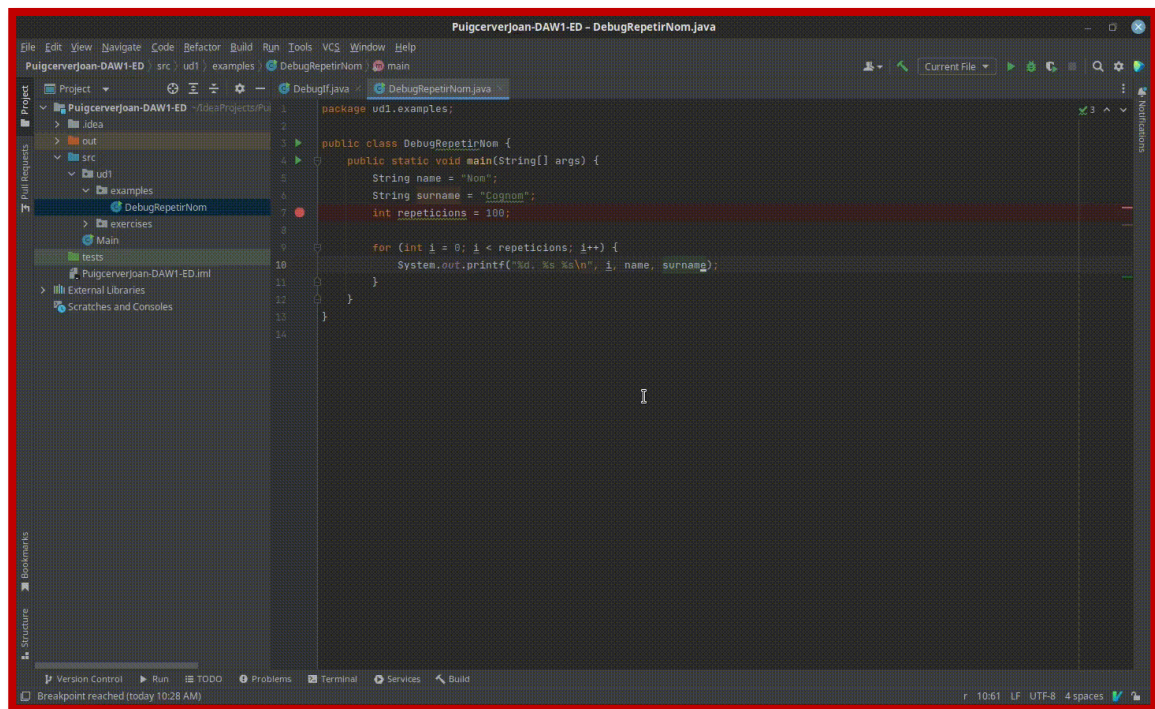 PuigcerverJoan-DAW1-ED – DebugRepetirNom.java
File Edit View Navigate Code Refactor Build Run Tools VCS Window Help
PuigcerverJoan-DAW1-ED src ud1 examples DebugRepetirNom main
Current File
Project
Project
DebugIf.java
DebugRepetirNom.java
PuigcerverJoan-DAW1-ED ~/IdeaProjects/Pui
.idea
out
src
ud1
examples
DebugRepetirNom
exercises
Main
tests
PuigcerverJoan-DAW1-ED.iml
External Libraries
Scratches and Consoles
Pull Requests
Bookmarks
Structure
1 package ud1.examples;
2
3 public class DebugRepetirNom {
4 public static void main(String[] args) {
5 String name = "Nom";
6 String surname = "Cognom";
7 int repeticions = 100;
8
9 for (int i = 0; i < repeticions; i++) {
10 System.out.printf("%d. %s %s\n", i, name, surname);
11 }
12 }
13 }
14
3
Notifications
Version Control Run TODO Problems Terminal Services Build
Breakpoint reached (today 10:28 AM)
r 10:61 LF UTF-8 4 spaces